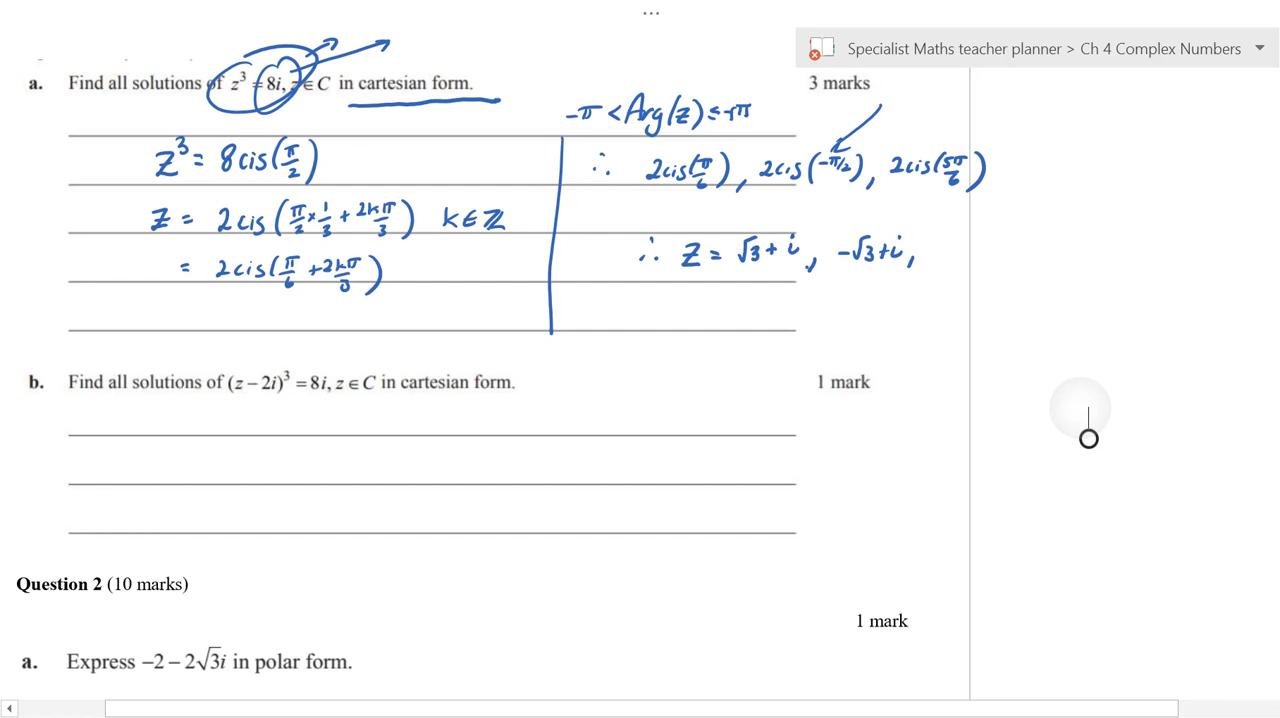 ...
Specialist Maths teacher planner > Ch 4 Complex Numbers
a. Find all solutions of z³ = 8i, z ∈ C in cartesian form. 3 marks
z³ = 8cis(π/2)
z = 2cis(π/2 × 1/3 + 2kπ/3) k ∈ ℤ
= 2cis(π/6 + 2kπ/3)
-π < Arg(z) ≤ π
∴ 2cis(π/6), 2cis(-π/2), 2cis(5π/6)
∴ z = √3 + i, -√3 + i,
b. Find all solutions of (z − 2i)³ = 8i, z ∈ C in cartesian form. 1 mark
Question 2 (10 marks)
1 mark
a. Express −2 − 2√3i in polar form.